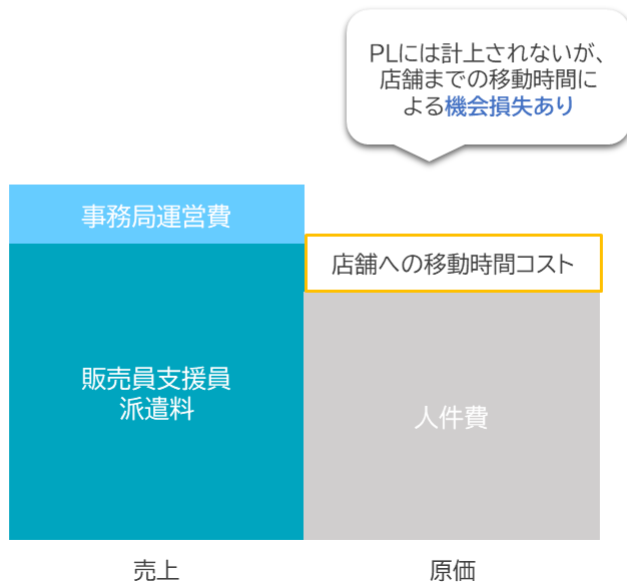 PLには計上されないが、
店舗までの移動時間に
よる機会損失あり
事務局運営費
店舗への移動時間コスト
販売員支援員
派遣料
人件費
売上
原価